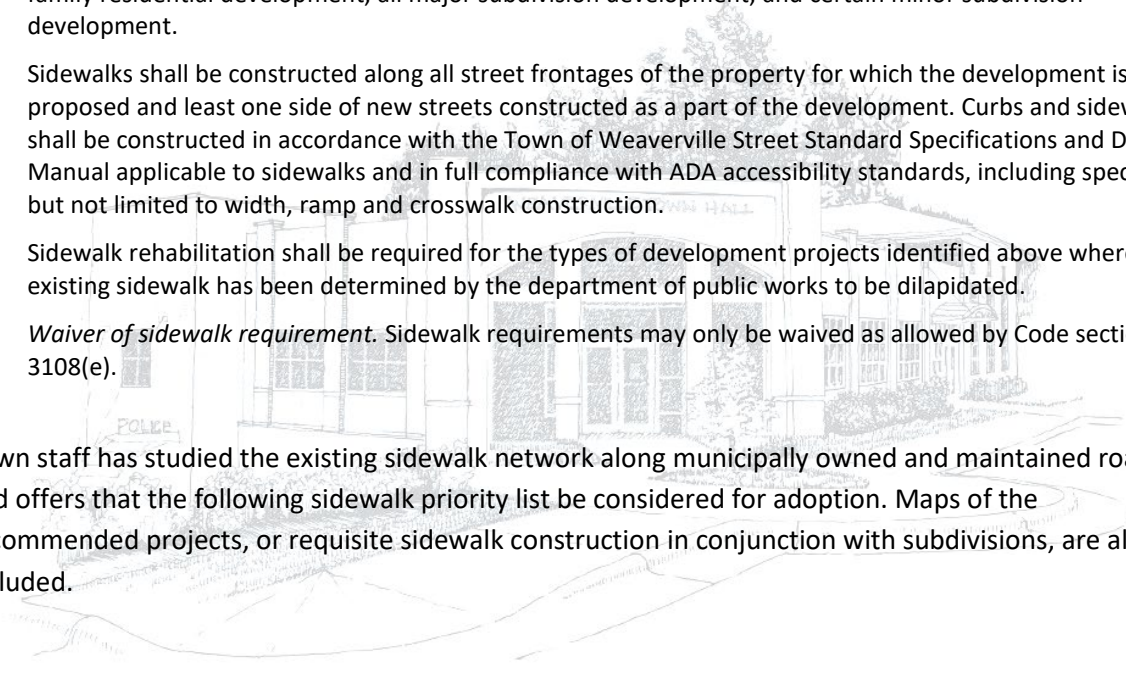 family residential development, all major subdivision development, and certain minor subdivision
development.
Sidewalks shall be constructed along all street frontages of the property for which the development is
proposed and least one side of new streets constructed as a part of the development. Curbs and sidew
shall be constructed in accordance with the Town of Weaverville Street Standard Specifications and D
Manual applicable to sidewalks and in full compliance with ADA accessibility standards, including spec
but not limited to width, ramp and crosswalk construction.
TOWN HALL
Sidewalk rehabilitation shall be required for the types of development projects identified above where
existing sidewalk has been determined by the department of public works to be dilapidated.
Waiver of sidewalk requirement. Sidewalk requirements may only be waived as allowed by Code secti
3108(e).
POLICE
wn staff has studied the existing sidewalk network along municipally owned and maintained roa
d offers that the following sidewalk priority list be considered for adoption. Maps of the
commended projects, or requisite sidewalk construction in conjunction with subdivisions, are al
luded.